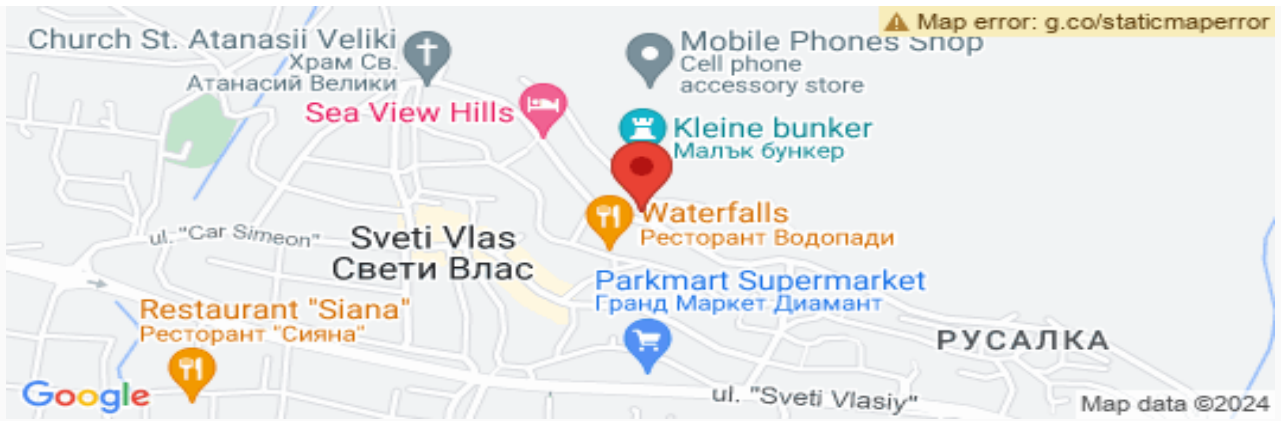 Map error: g.co/staticmaperror
Church St. Atanasii Veliki
Храм Св.
Атанасий Велики
Mobile Phones Shop
Cell phone
accessory store
Sea View Hills
Kleine bunker
Малък бункер
Waterfalls
Ресторант Водопади
ul. "Car Simeon"
Sveti Vlas
Свети Влас
Parkmart Supermarket
Гранд Маркет Диамант
Restaurant "Siana"
Ресторант "Сияна"
РУСАЛКА
ul. "Sveti Vlasiy"
Google
Map data ©2024